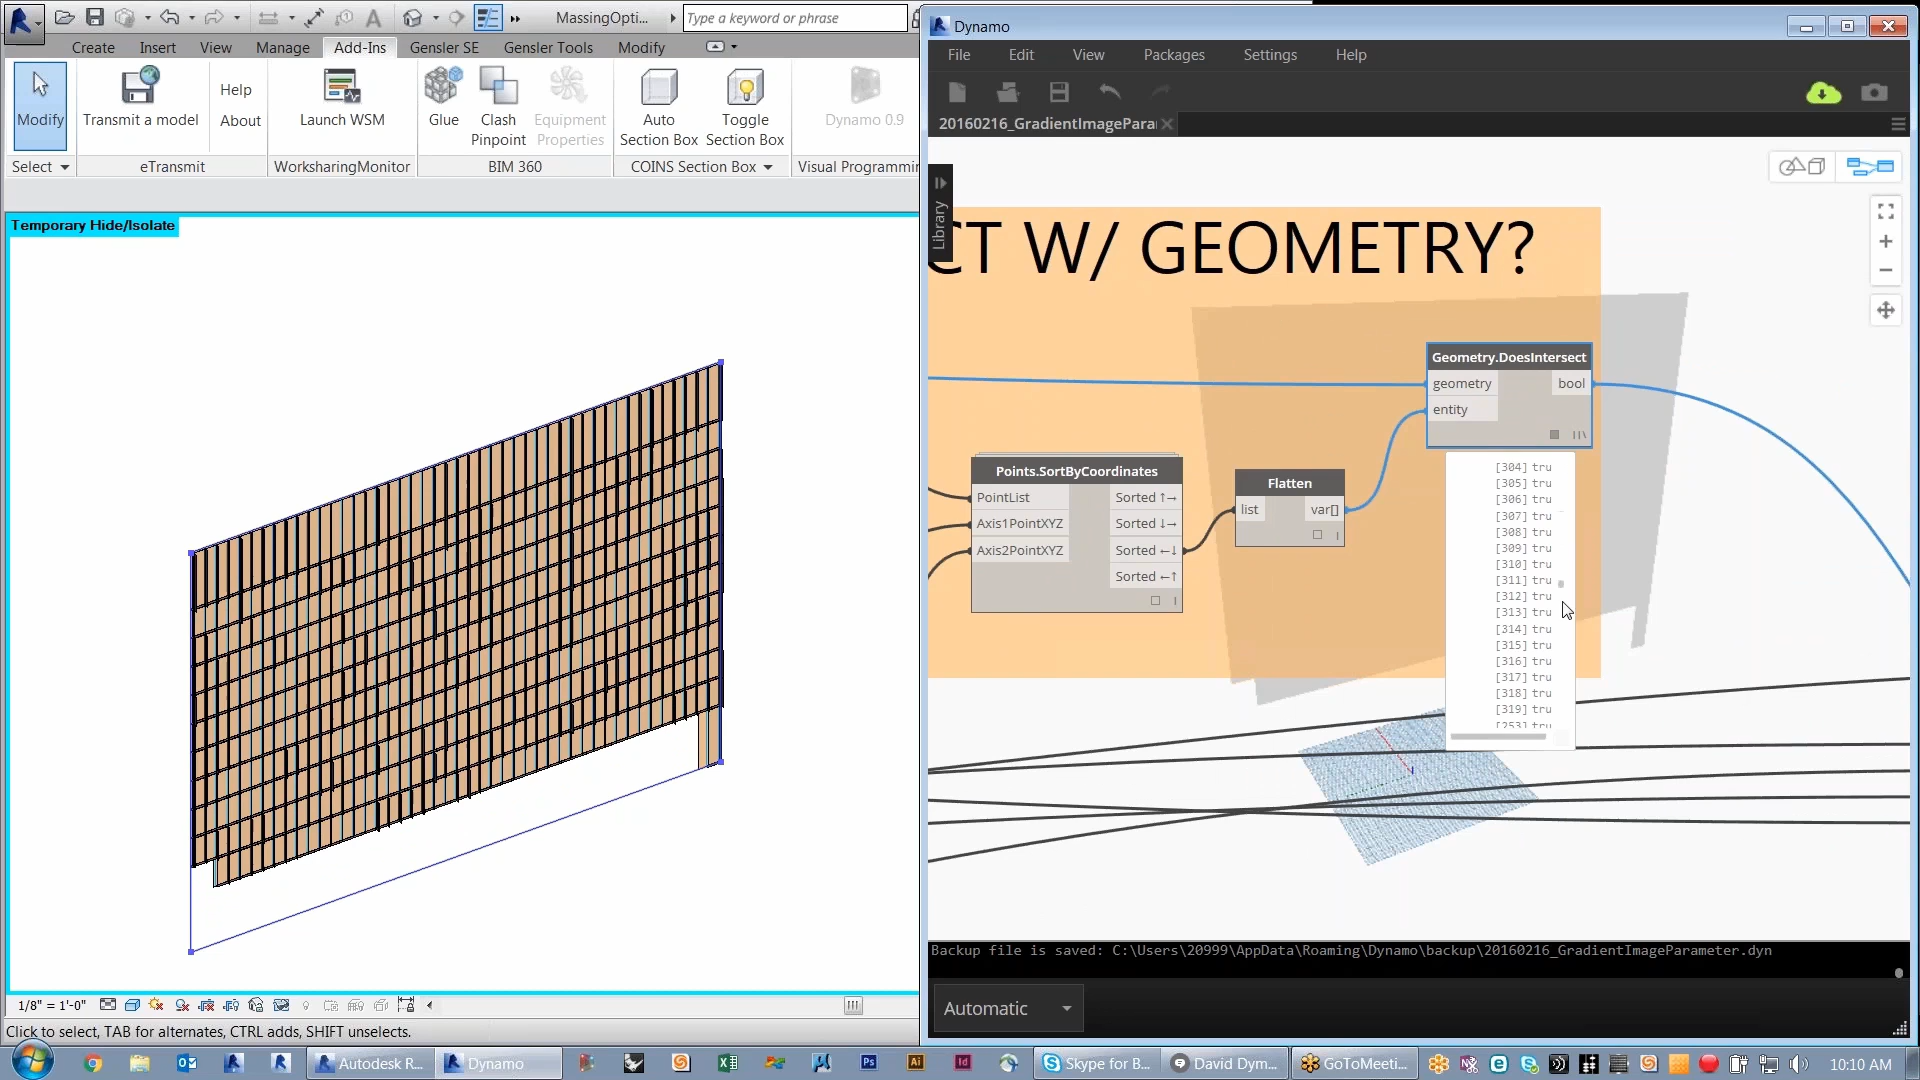 MassingOpti...
Type a keyword or phrase
Create Insert View Manage Add-Ins Gensler SE Gensler Tools Modify
Modify
Transmit a model
Help
About
Launch WSM
Glue
Clash
Pinpoint
Equipment
Properties
Auto
Section Box
Toggle
Section Box
Dynamo 0.9
Select
eTransmit
WorksharingMonitor
BIM 360
COINS Section Box
Visual Programmin
Temporary Hide/Isolate
1/8" = 1'-0"
Click to select, TAB for alternates, CTRL adds, SHIFT unselects.
Dynamo
File Edit View Packages Settings Help
20160216_GradientImagePara
Library
CT W/ GEOMETRY?
Geometry.DoesIntersect
geometry bool
entity
Points.SortByCoordinates
PointList Sorted ↑→
Axis1PointXYZ Sorted ↓→
Axis2PointXYZ Sorted ←↓
Sorted ←↑
Flatten
list var[]
[304] tru
[305] tru
[306] tru
[307] tru
[308] tru
[309] tru
[310] tru
[311] tru
[312] tru
[313] tru
[314] tru
[315] tru
[316] tru
[317] tru
[318] tru
[319] tru
[253] tru
Backup file is saved: C:\Users\20999\AppData\Roaming\Dynamo\backup\20160216_GradientImageParameter.dyn
Automatic
Autodesk R...
Dynamo
Skype for B...
David Dym...
GoToMeeti...
10:10 AM